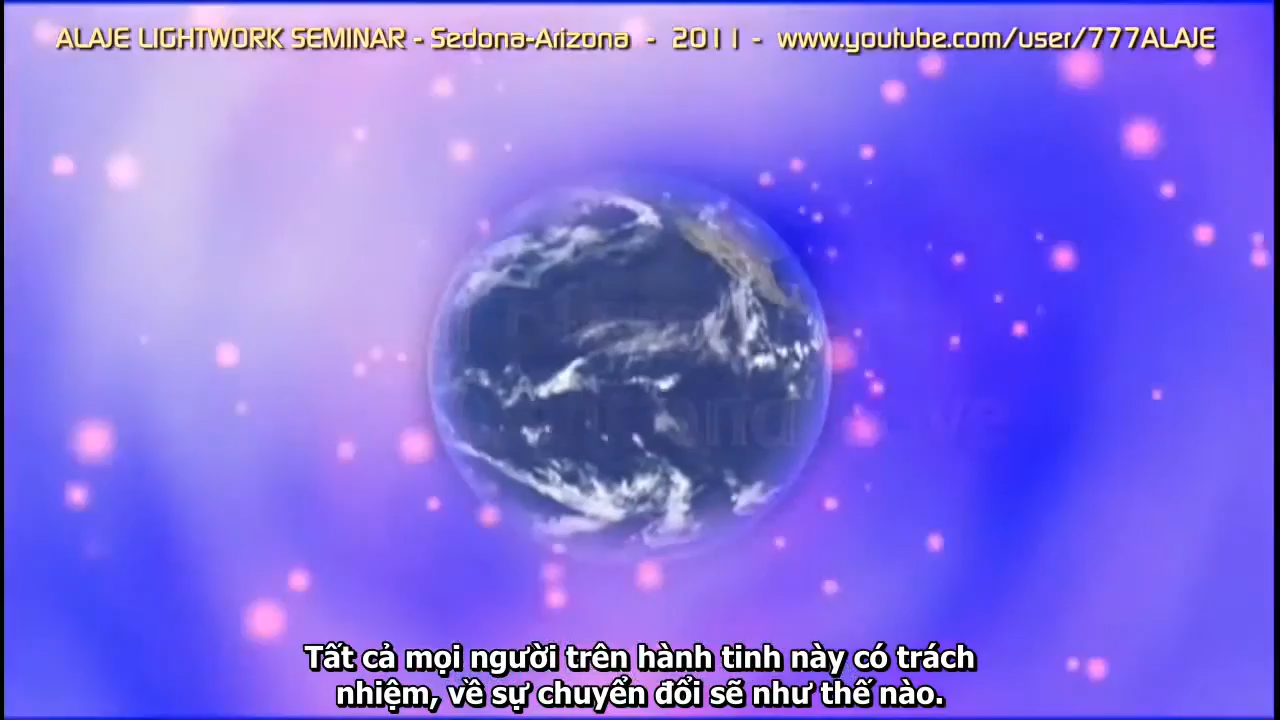 ALAJE LIGHTWORK SEMINAR - Sedona-Arizona - 2011 - www.youtube.com/user/777ALAJE
Tất cả mọi người trên hành tinh này có trách
nhiệm, về sự chuyển đổi sẽ như thế nào.